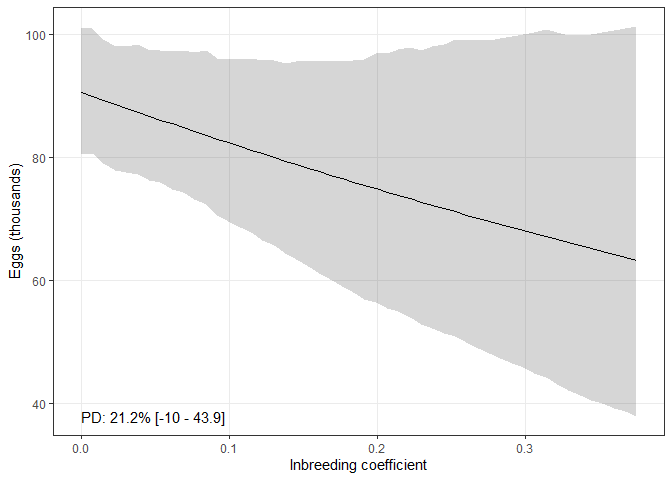 100
80
60
40
Eggs (thousands)
PD: 21.2% [-10 - 43.9]
0.0 0.1 0.2 0.3
Inbreeding coefficient